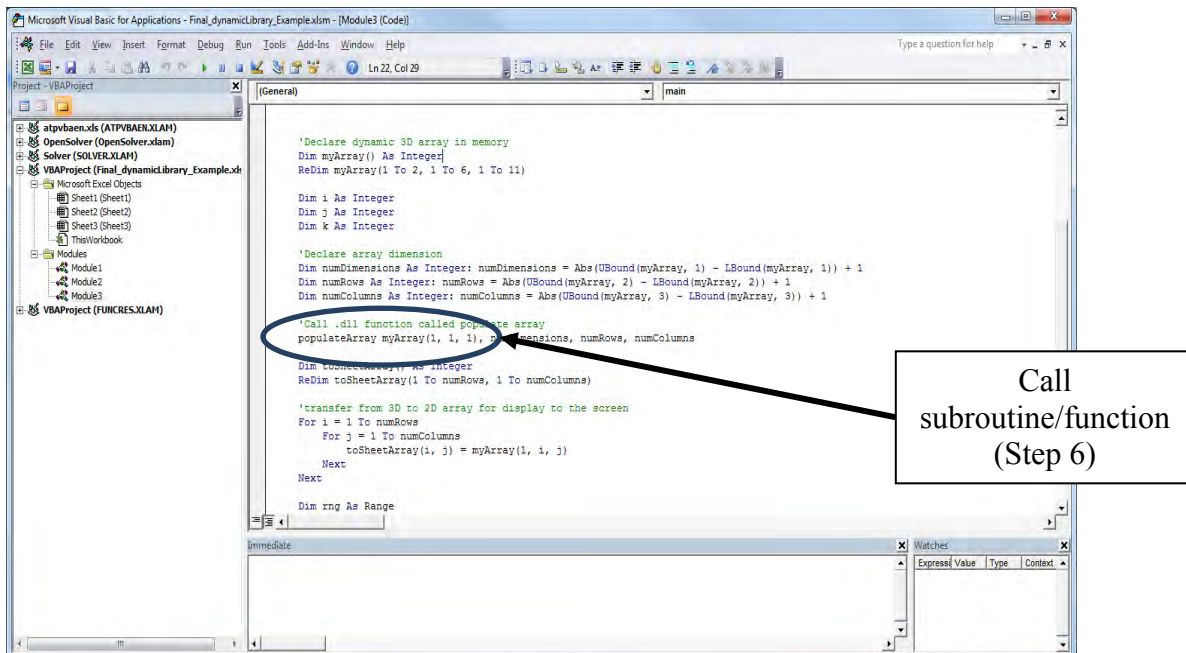 Microsoft Visual Basic for Applications - Final_dynamicLibrary_Example.xlsm - [Module3 (Code)]
File Edit View Insert Format Debug Run Tools Add-Ins Window Help
Type a question for help
Ln 22, Col 29
Project - VBAProject
(General)
main
atpvbaen.xls (ATPVBAEN.XLAM)
OpenSolver (OpenSolver.xlam)
Solver (SOLVER.XLAM)
VBAProject (Final_dynamicLibrary_Example.xl
Microsoft Excel Objects
Sheet1 (Sheet1)
Sheet2 (Sheet2)
Sheet3 (Sheet3)
ThisWorkbook
Modules
Module1
Module2
Module3
VBAProject (FUNCRES.XLAM)
'Declare dynamic 3D array in memory
Dim myArray() As Integer
ReDim myArray(1 To 2, 1 To 6, 1 To 11)
Dim i As Integer
Dim j As Integer
Dim k As Integer
'Declare array dimension
Dim numDimensions As Integer: numDimensions = Abs(UBound(myArray, 1) - LBound(myArray, 1)) + 1
Dim numRows As Integer: numRows = Abs(UBound(myArray, 2) - LBound(myArray, 2)) + 1
Dim numColumns As Integer: numColumns = Abs(UBound(myArray, 3) - LBound(myArray, 3)) + 1
'Call .dll function called populate array
populateArray myArray(1, 1, 1), numDimensions, numRows, numColumns
Dim toSheetArray() As Integer
ReDim toSheetArray(1 To numRows, 1 To numColumns)
'transfer from 3D to 2D array for display to the screen
For i = 1 To numRows
For j = 1 To numColumns
toSheetArray(i, j) = myArray(1, i, j)
Next
Next
Dim rng As Range
Call
subroutine/function
(Step 6)
Immediate
Watches
Expressi Value Type Context